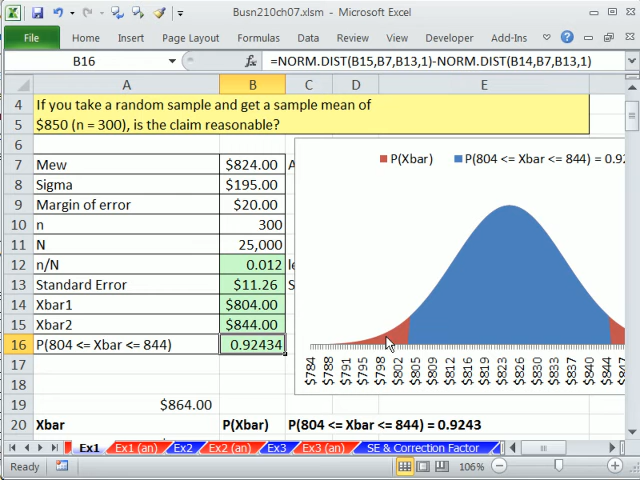 Busn210ch07.xlsm - Microsoft Excel
File Home Insert Page Layout Formulas Data Review View Developer Add-Ins
B16 fx =NORM.DIST(B15,B7,B13,1)-NORM.DIST(B14,B7,B13,1)
A B C D E
4 If you take a random sample and get a sample mean of
5 $850 (n = 300), is the claim reasonable?
6
7 Mew $824.00 A
8 Sigma $195.00
9 Margin of error $20.00
10 n 300
11 N 25,000
12 n/N 0.012 le
13 Standard Error $11.26 S
14 Xbar1 $804.00
15 Xbar2 $844.00
16 P(804 <= Xbar <= 844) 0.92434
17
18
19 $864.00
20 Xbar P(Xbar) P(804 <= Xbar <= 844) = 0.9243
P(Xbar) P(804 <= Xbar <= 844) = 0.92
$784 $788 $791 $795 $798 $802 $805 $809 $812 $816 $819 $823 $826 $830 $833 $837 $840 $844 $847
Ex1 Ex1 (an) Ex2 Ex2 (an) Ex3 Ex3 (an) SE & Correction Factor
Ready 106%